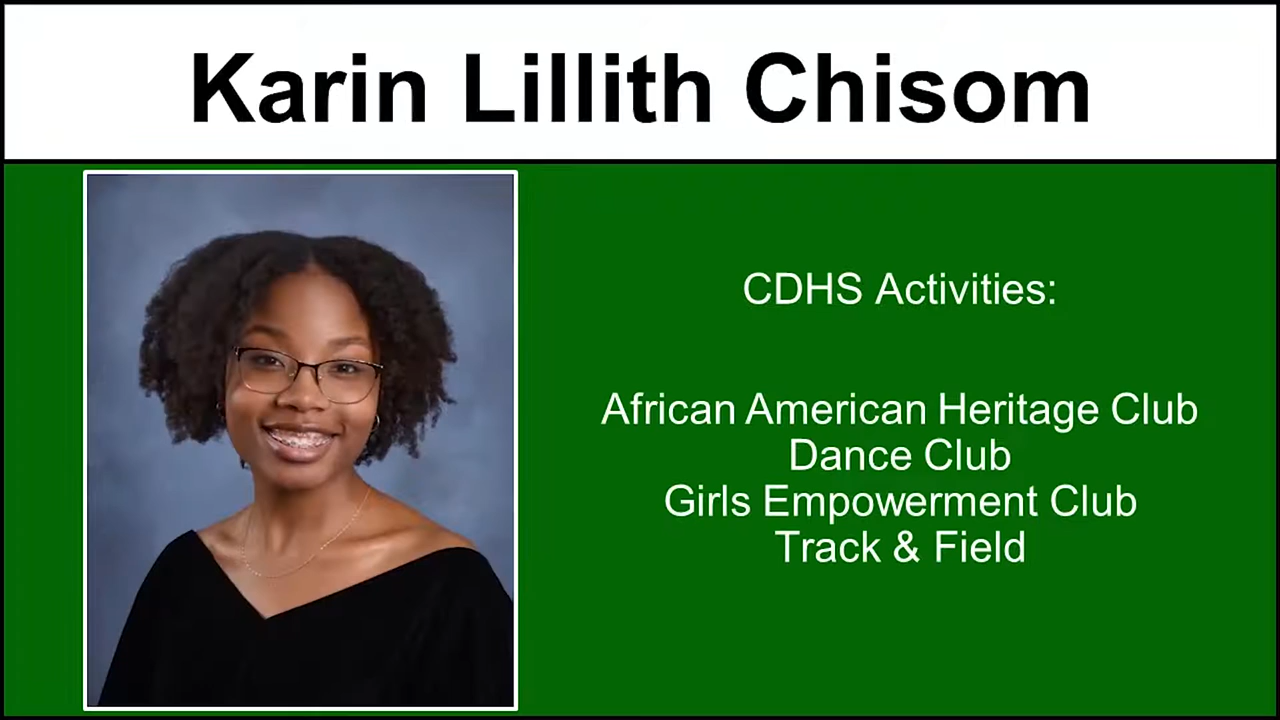 Karin Lillith Chisom
CDHS Activities:
African American Heritage Club
Dance Club
Girls Empowerment Club
Track & Field